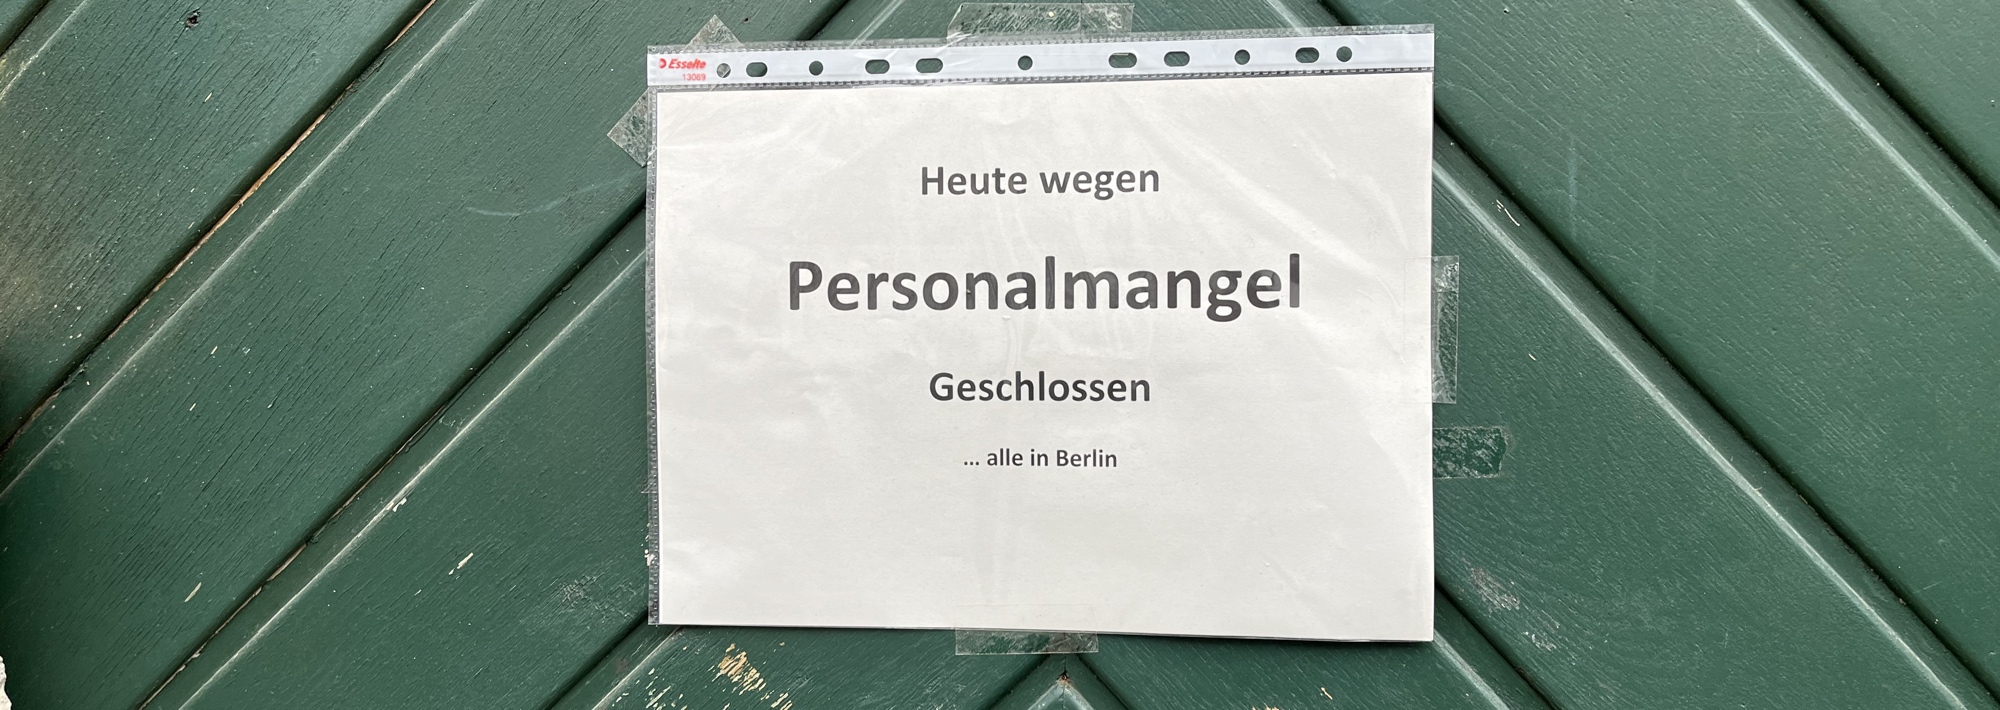 Esselte
13089
Heute wegen
Personalmangel
Geschlossen
... alle in Berlin